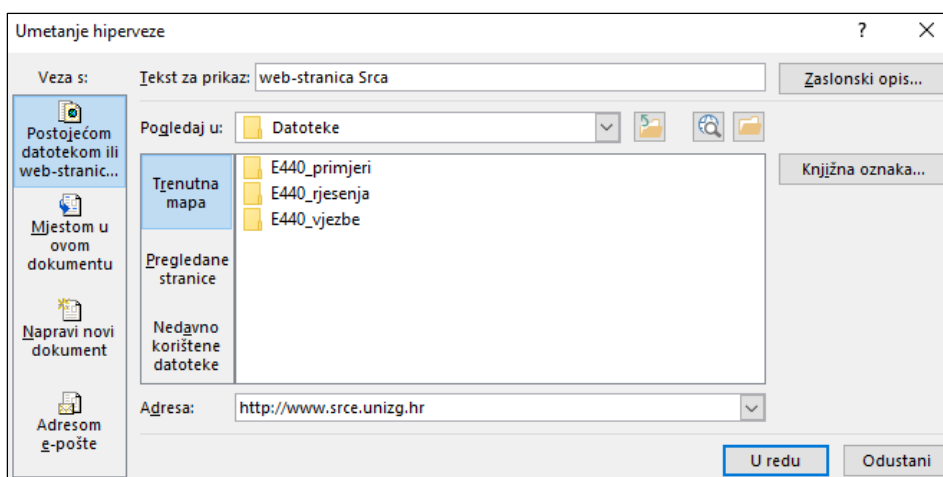 Umetanje hiperveze
?
Veza s:
Tekst za prikaz:
web-stranica Srca
Zaslonski opis...
Postojećom
datotekom ili
web-stranic...
Pogledaj u:
Datoteke
Trenutna
mapa
E440_primjeri
E440_rjesenja
E440_vjezbe
Knjižna oznaka...
Mjestom u
ovom
dokumentu
Pregledane
stranice
Napravi novi
dokument
Nedavno
korištene
datoteke
Adresom
e-pošte
Adresa:
http://www.srce.unizg.hr
U redu
Odustani